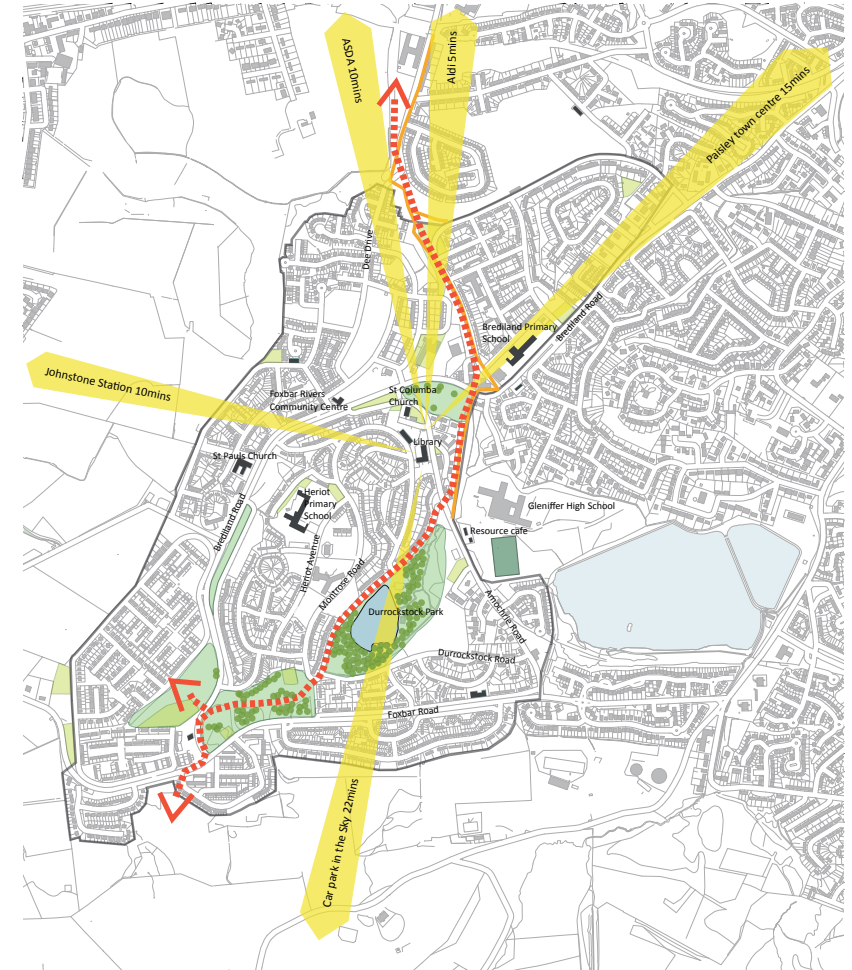 ASDA 10mins
Aldi 5mins
Paisley town centre 15mins
Dee Drive
Brediland Primary
School
Brediland Road
Johnstone Station 10mins
Foxbar Rivers
Community Centre
St Columba
Church
Library
St Pauls Church
Heriot
Primary
School
Gleniffer High School
Resource cafe
Brediland Road
Heriot Avenue
Montrose Road
Durrockstock Park
Amochrie Road
Durrockstock Road
Foxbar Road
Car park in the Sky 22mins